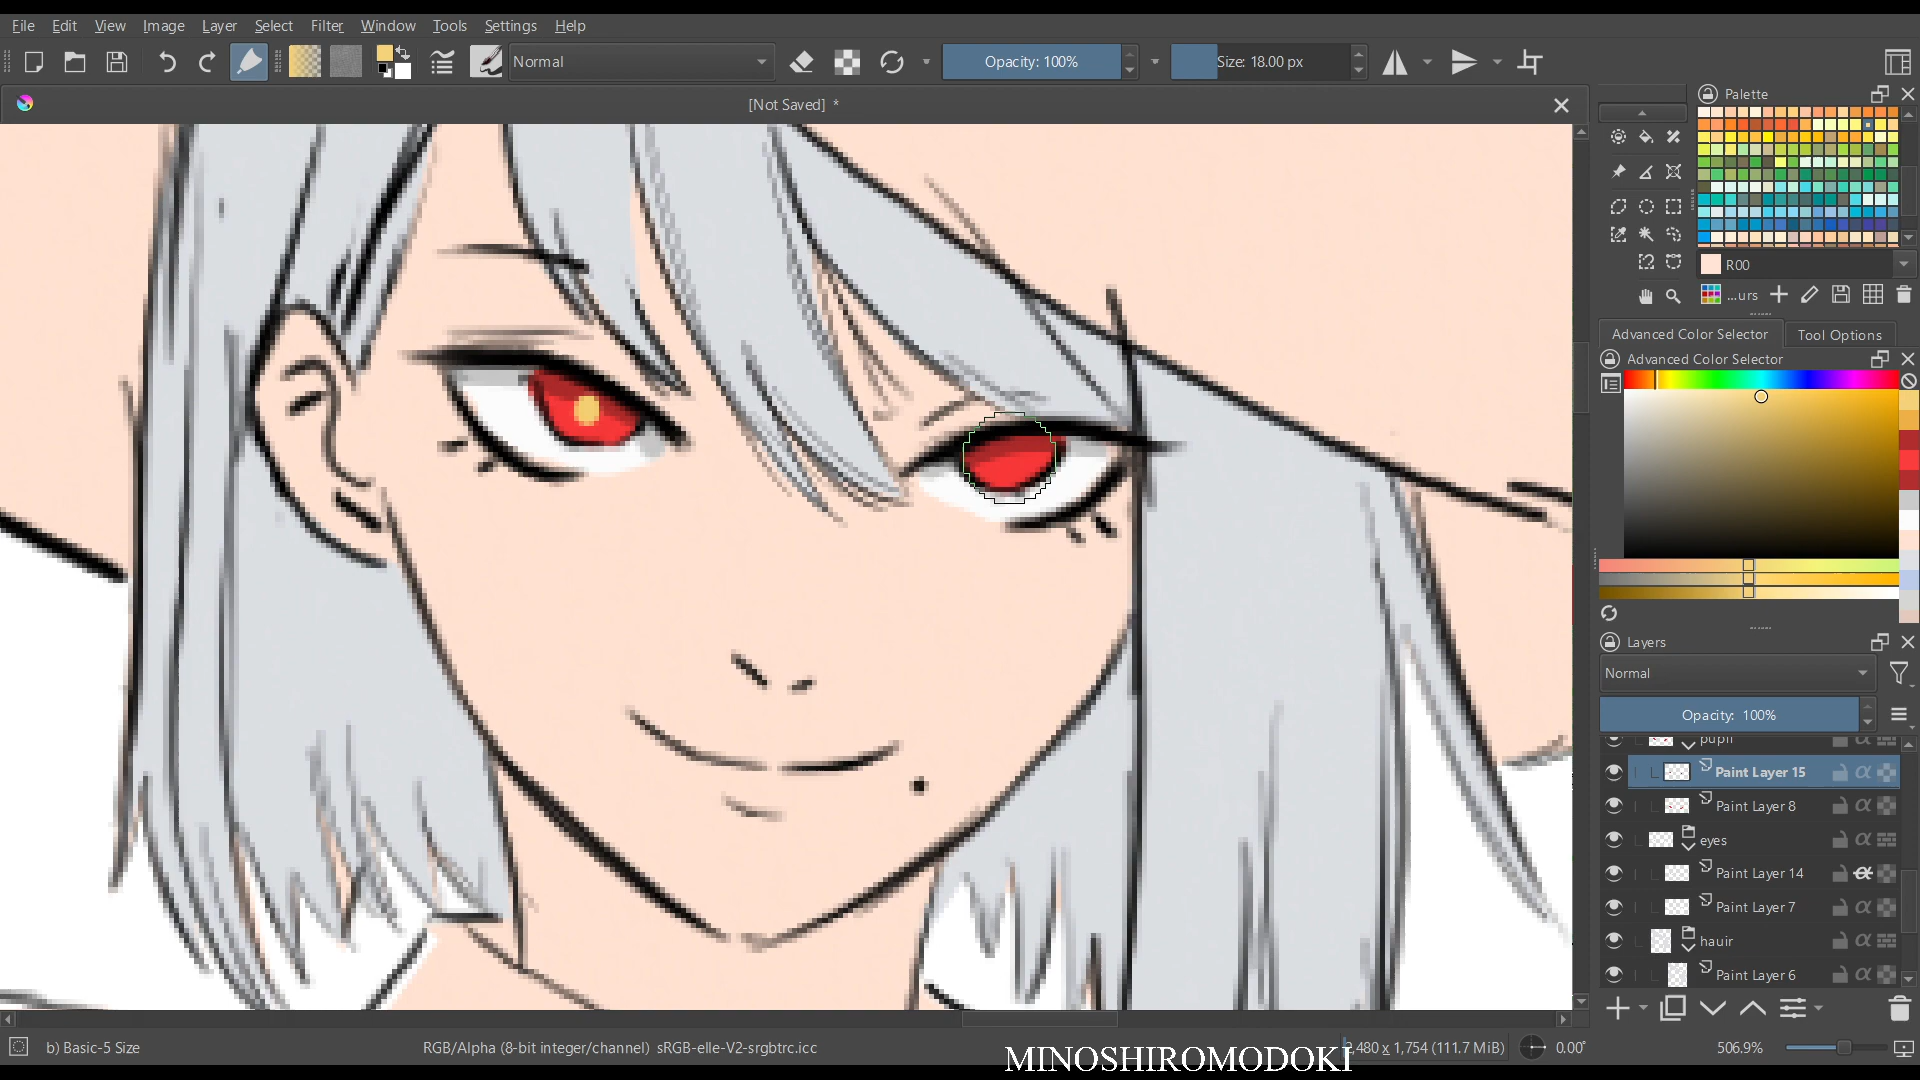 File Edit View Image Layer Select Filter Window Tools Settings Help
Normal Opacity: 100% Size: 18.00 px
[Not Saved] *
Palette
R00
...urs
Advanced Color Selector Tool Options
Advanced Color Selector
Layers
Normal
Opacity: 100%
pupil
Paint Layer 15
Paint Layer 8
eyes
Paint Layer 14
Paint Layer 7
hauir
Paint Layer 6
b) Basic-5 Size RGB/Alpha (8-bit integer/channel) sRGB-elle-V2-srgbtrc.icc 2,480 x 1,754 (111.7 MiB) 0.00° 506.9%
MINOSHIROMODOKI